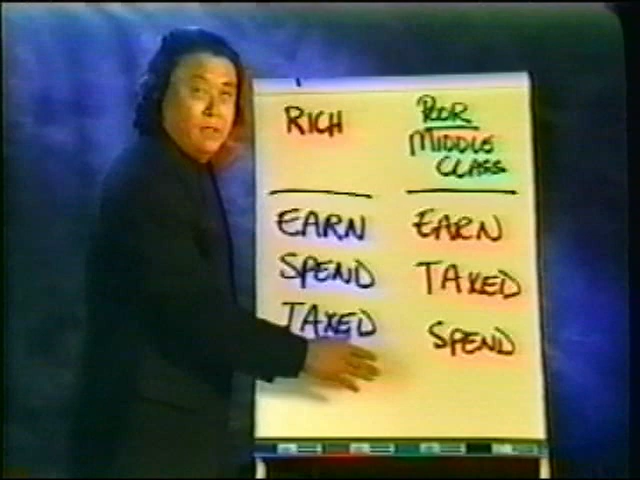 RICH
POOR
MIDDLE
CLASS
EARN EARN
SPEND TAXED
TAXED SPEND